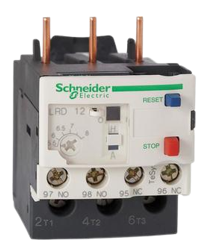 Schneider
Electric
LRD 12
RESET
STOP
97 NO
98 NO
95 NC
96 NC
2T1
4T2
6T3